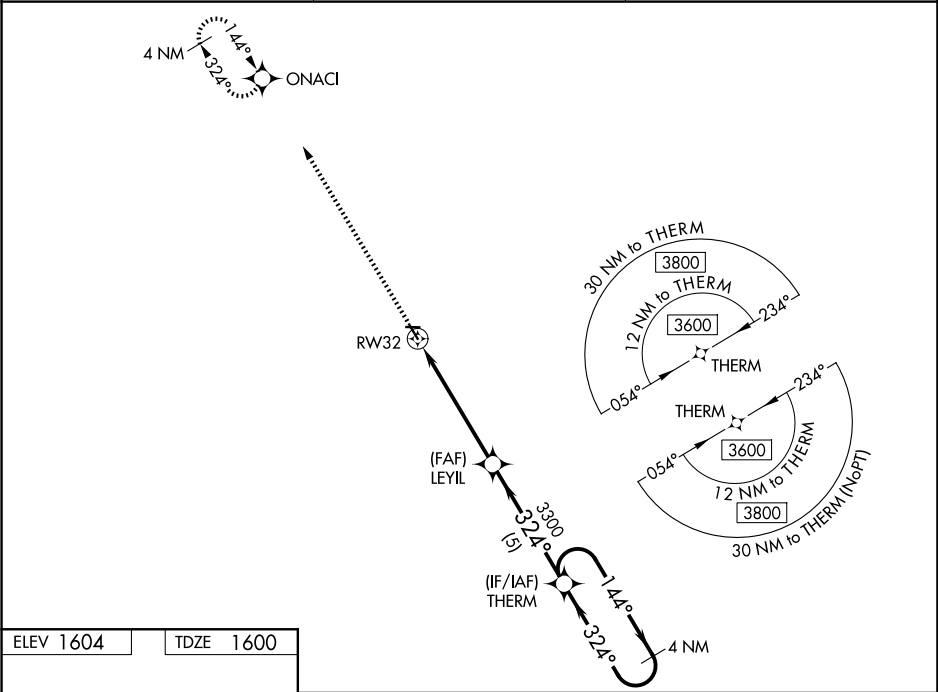 144°
4 NM
324°
ONACI
30 NM to THERM
3800
12 NM to THERM
234°
3600
RW32
THERM
054°
234°
THERM
(FAF)
LEYIL
3600
054°
12 NM to THERM
3300
3800
324°
(5)
30 NM to THERM (NoPT)
(IF/IAF)
THERM
144°
324°
4 NM
ELEV 1604
TDZE 1600